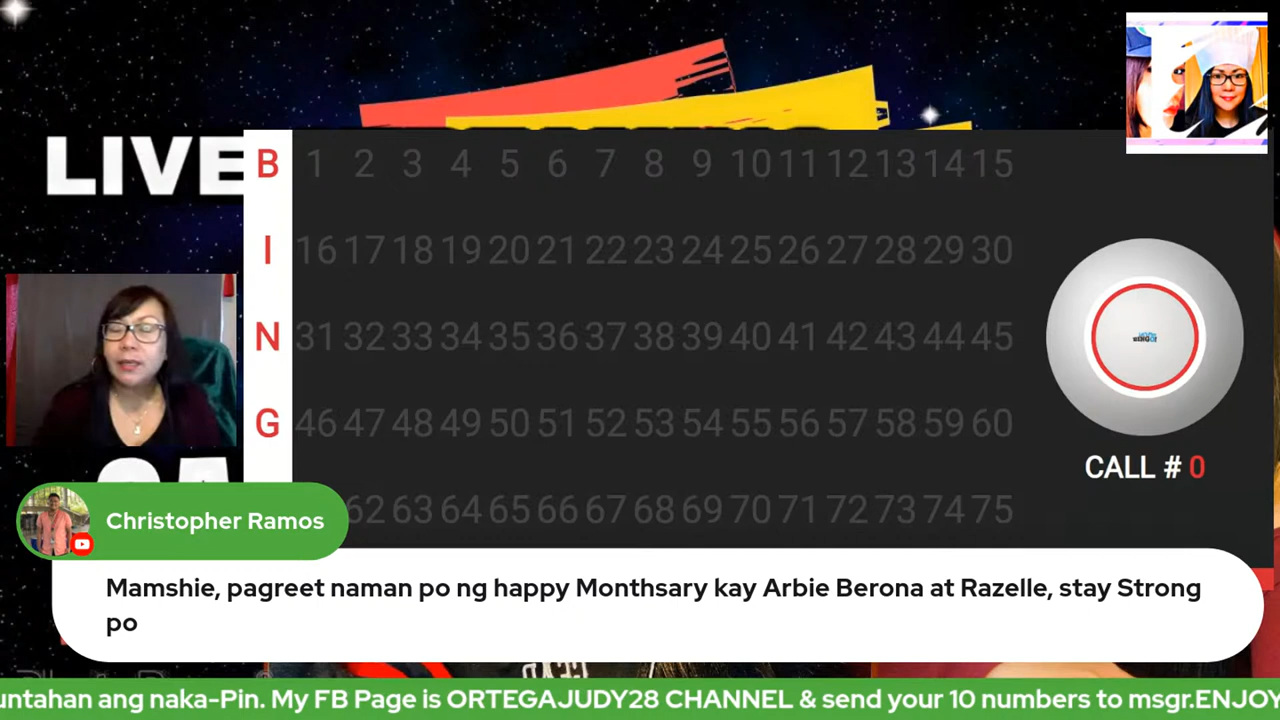 LIVE
B 1 2 3 4 5 6 7 8 9 10 11 12 13 14 15
I 16 17 18 19 20 21 22 23 24 25 26 27 28 29 30
N 31 32 33 34 35 36 37 38 39 40 41 42 43 44 45
G 46 47 48 49 50 51 52 53 54 55 56 57 58 59 60
62 63 64 65 66 67 68 69 70 71 72 73 74 75
CALL # 0
Christopher Ramos
Mamshie, pagreet naman po ng happy Monthsary kay Arbie Berona at Razelle, stay Strong
po
untahan ang naka-Pin. My FB Page is ORTEGAJUDY28 CHANNEL & send your 10 numbers to msgr.ENJOY